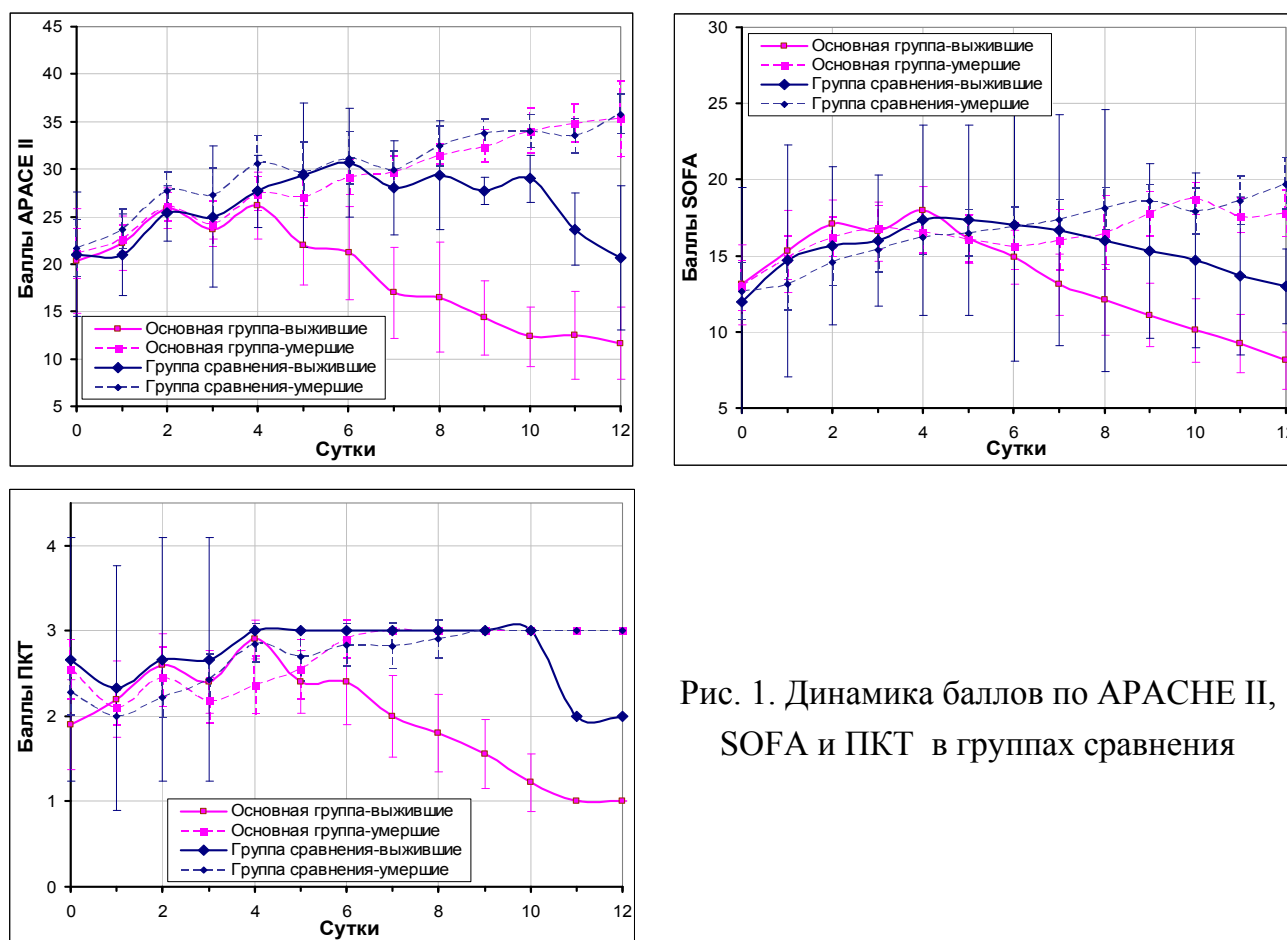 45
40
35
30
25
20
15
10
5
0
2
4
6
8
10
12
Баллы APACE II
Сутки
Основная группа-выжившие
Основная группа-умершие
Группа сравнения-выжившие
Группа сравнения-умершие
30
25
20
15
10
5
0
2
4
6
8
10
12
Баллы SOFA
Сутки
Основная группа-выжившие
Основная группа-умершие
Группа сравнения-выжившие
Группа сравнения-умершие
4
3
2
1
0
0
2
4
6
8
10
12
Баллы ПКТ
Сутки
Основная группа-выжившие
Основная группа-умершие
Группа сравнения-выжившие
Группа сравнения-умершие
Рис. 1. Динамика баллов по APACHE II,
SOFA и ПКТ в группах сравнения